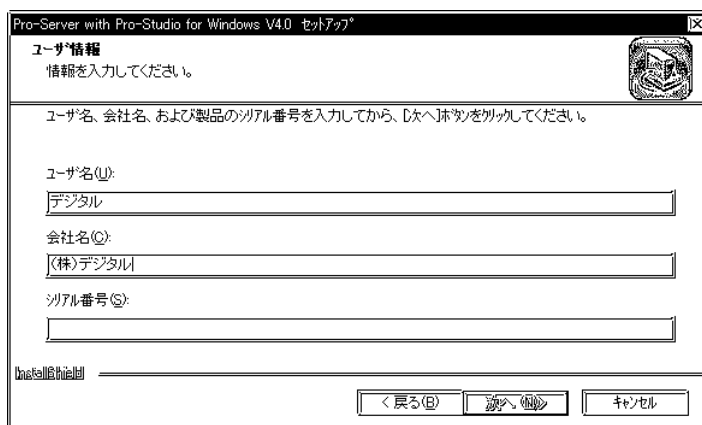 Pro-Server with Pro-Studio for Windows V4.0 ｾｯﾄｱｯﾌﾟ
ﾕｰｻﾞ情報
情報を入力してください。
ﾕｰｻﾞ名、会社名、および製品のｼﾘｱﾙ番号を入力してから、[次へ]ﾎﾞﾀﾝをｸﾘｯｸしてください。
ﾕｰｻﾞ名(U):
デジタル
会社名(C):
(株)デジタル
ｼﾘｱﾙ番号(S):
InstallShield
< 戻る(B) 次へ (N)> ｷｬﾝｾﾙ